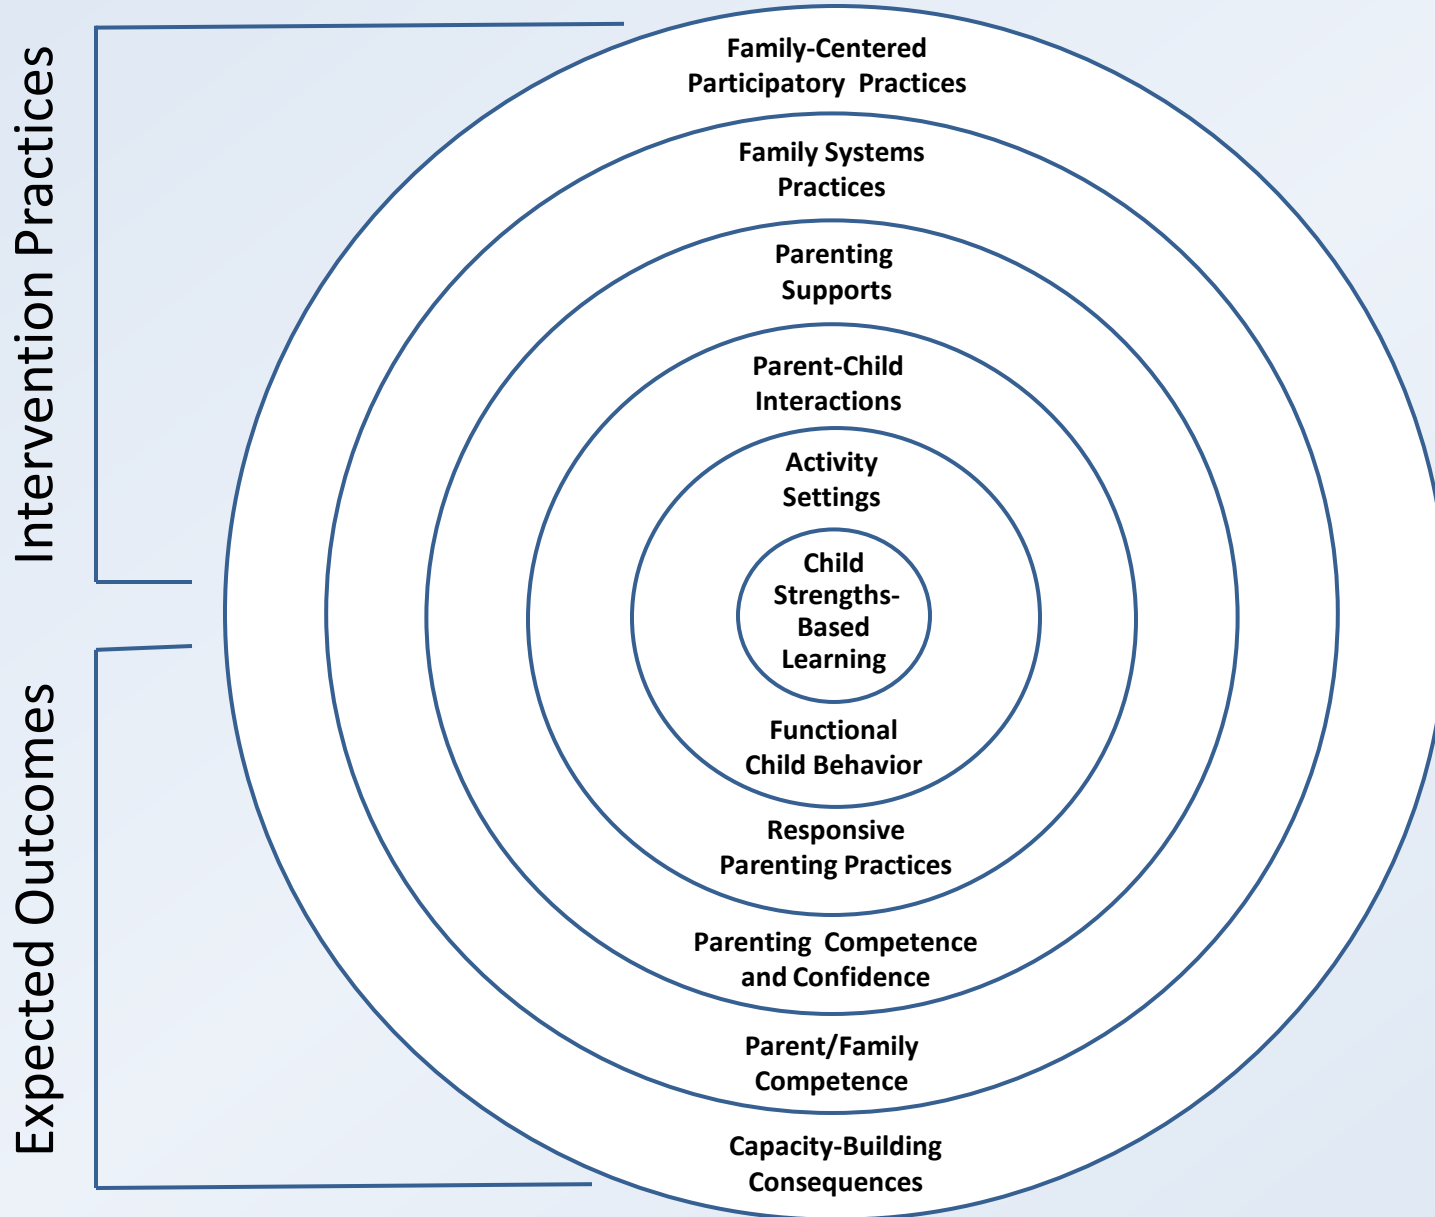 Intervention Practices
Family-Centered
Participatory Practices
Family Systems
Practices
Parenting
Supports
Parent-Child
Interactions
Activity
Settings
Child
Strengths-
Based
Learning
Expected Outcomes
Functional
Child Behavior
Responsive
Parenting Practices
Parenting Competence
and Confidence
Parent/Family
Competence
Capacity-Building
Consequences